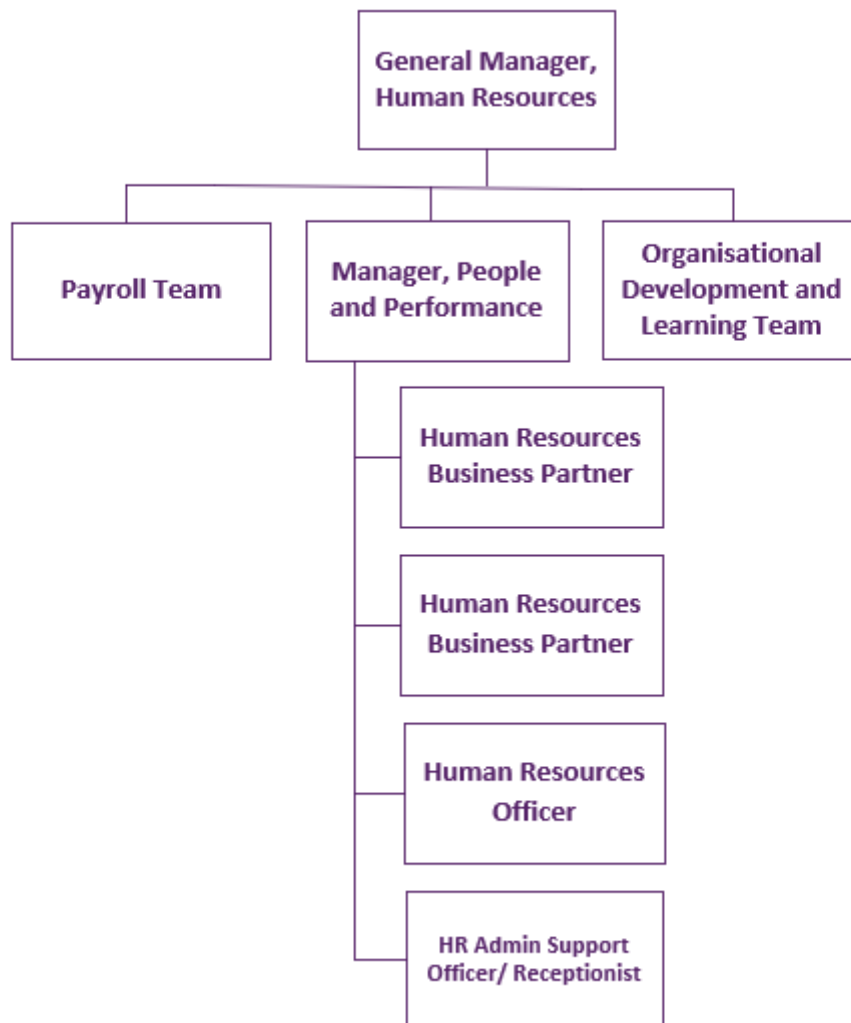 General Manager,
Human Resources
Payroll Team
Manager, People
and Performance
Organisational
Development and
Learning Team
Human Resources
Business Partner
Human Resources
Business Partner
Human Resources
Officer
HR Admin Support
Officer/ Receptionist